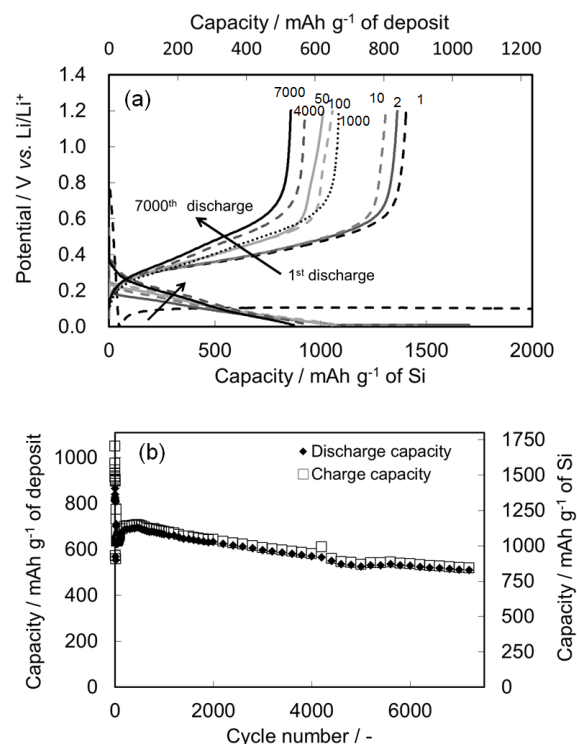 Capacity / mAh g⁻¹ of deposit
0 200 400 600 800 1000 1200
1.4
1.2
1.0
0.8
0.6
0.4
0.2
0.0
Potential / V vs. Li/Li⁺
(a)
7000
4000
50
100
1000
10
2
1
7000th discharge
1st discharge
0 500 1000 1500 2000
Capacity / mAh g⁻¹ of Si
(b)
Discharge capacity
Charge capacity
Capacity / mAh g⁻¹ of deposit
1000
800
600
400
200
0
1750
1500
1250
1000
750
500
250
0
Capacity / mAh g⁻¹ of Si
0 2000 4000 6000
Cycle number / -